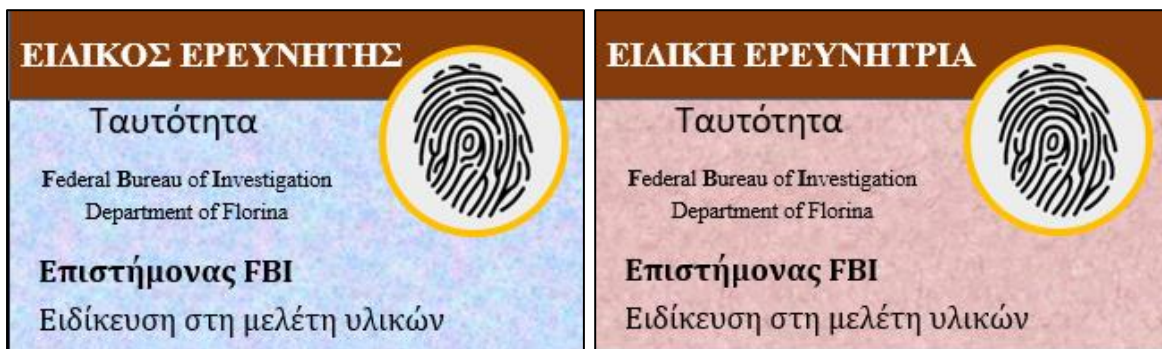 ΕΙΔΙΚΟΣ ΕΡΕΥΝΗΤΗΣ
Ταυτότητα
Federal Bureau of Investigation
Department of Florina
Επιστήμονας FBI
Ειδίκευση στη μελέτη υλικών
ΕΙΔΙΚΗ ΕΡΕΥΝΗΤΡΙΑ
Ταυτότητα
Federal Bureau of Investigation
Department of Florina
Επιστήμονας FBI
Ειδίκευση στη μελέτη υλικών